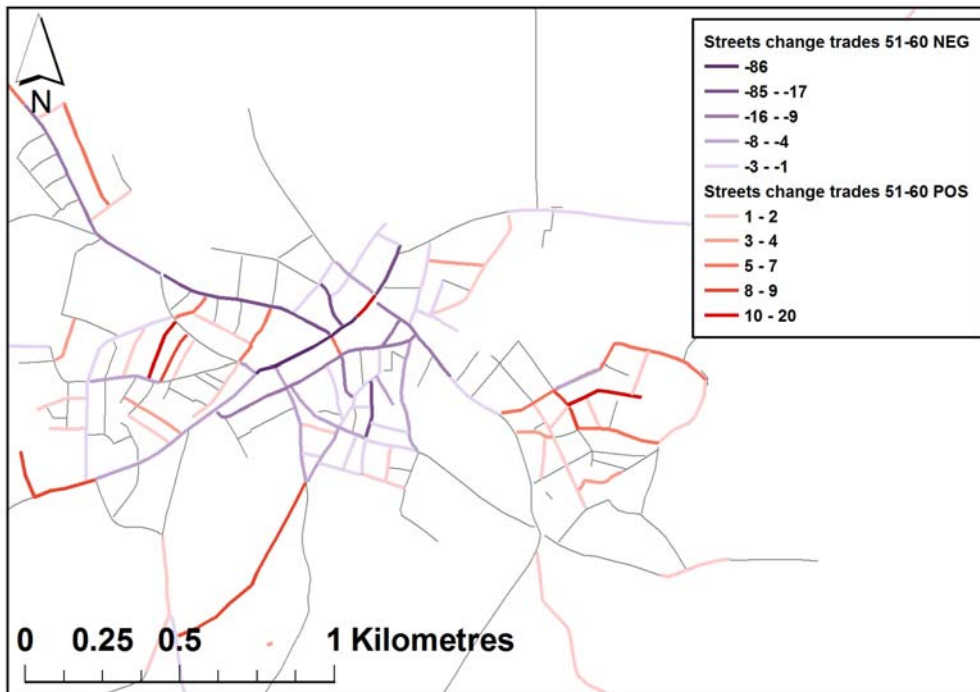 N
Streets change trades 51-60 NEG
-86
-85 - -17
-16 - -9
-8 - -4
-3 - -1
Streets change trades 51-60 POS
1 - 2
3 - 4
5 - 7
8 - 9
10 - 20
0 0.25 0.5 1 Kilometres